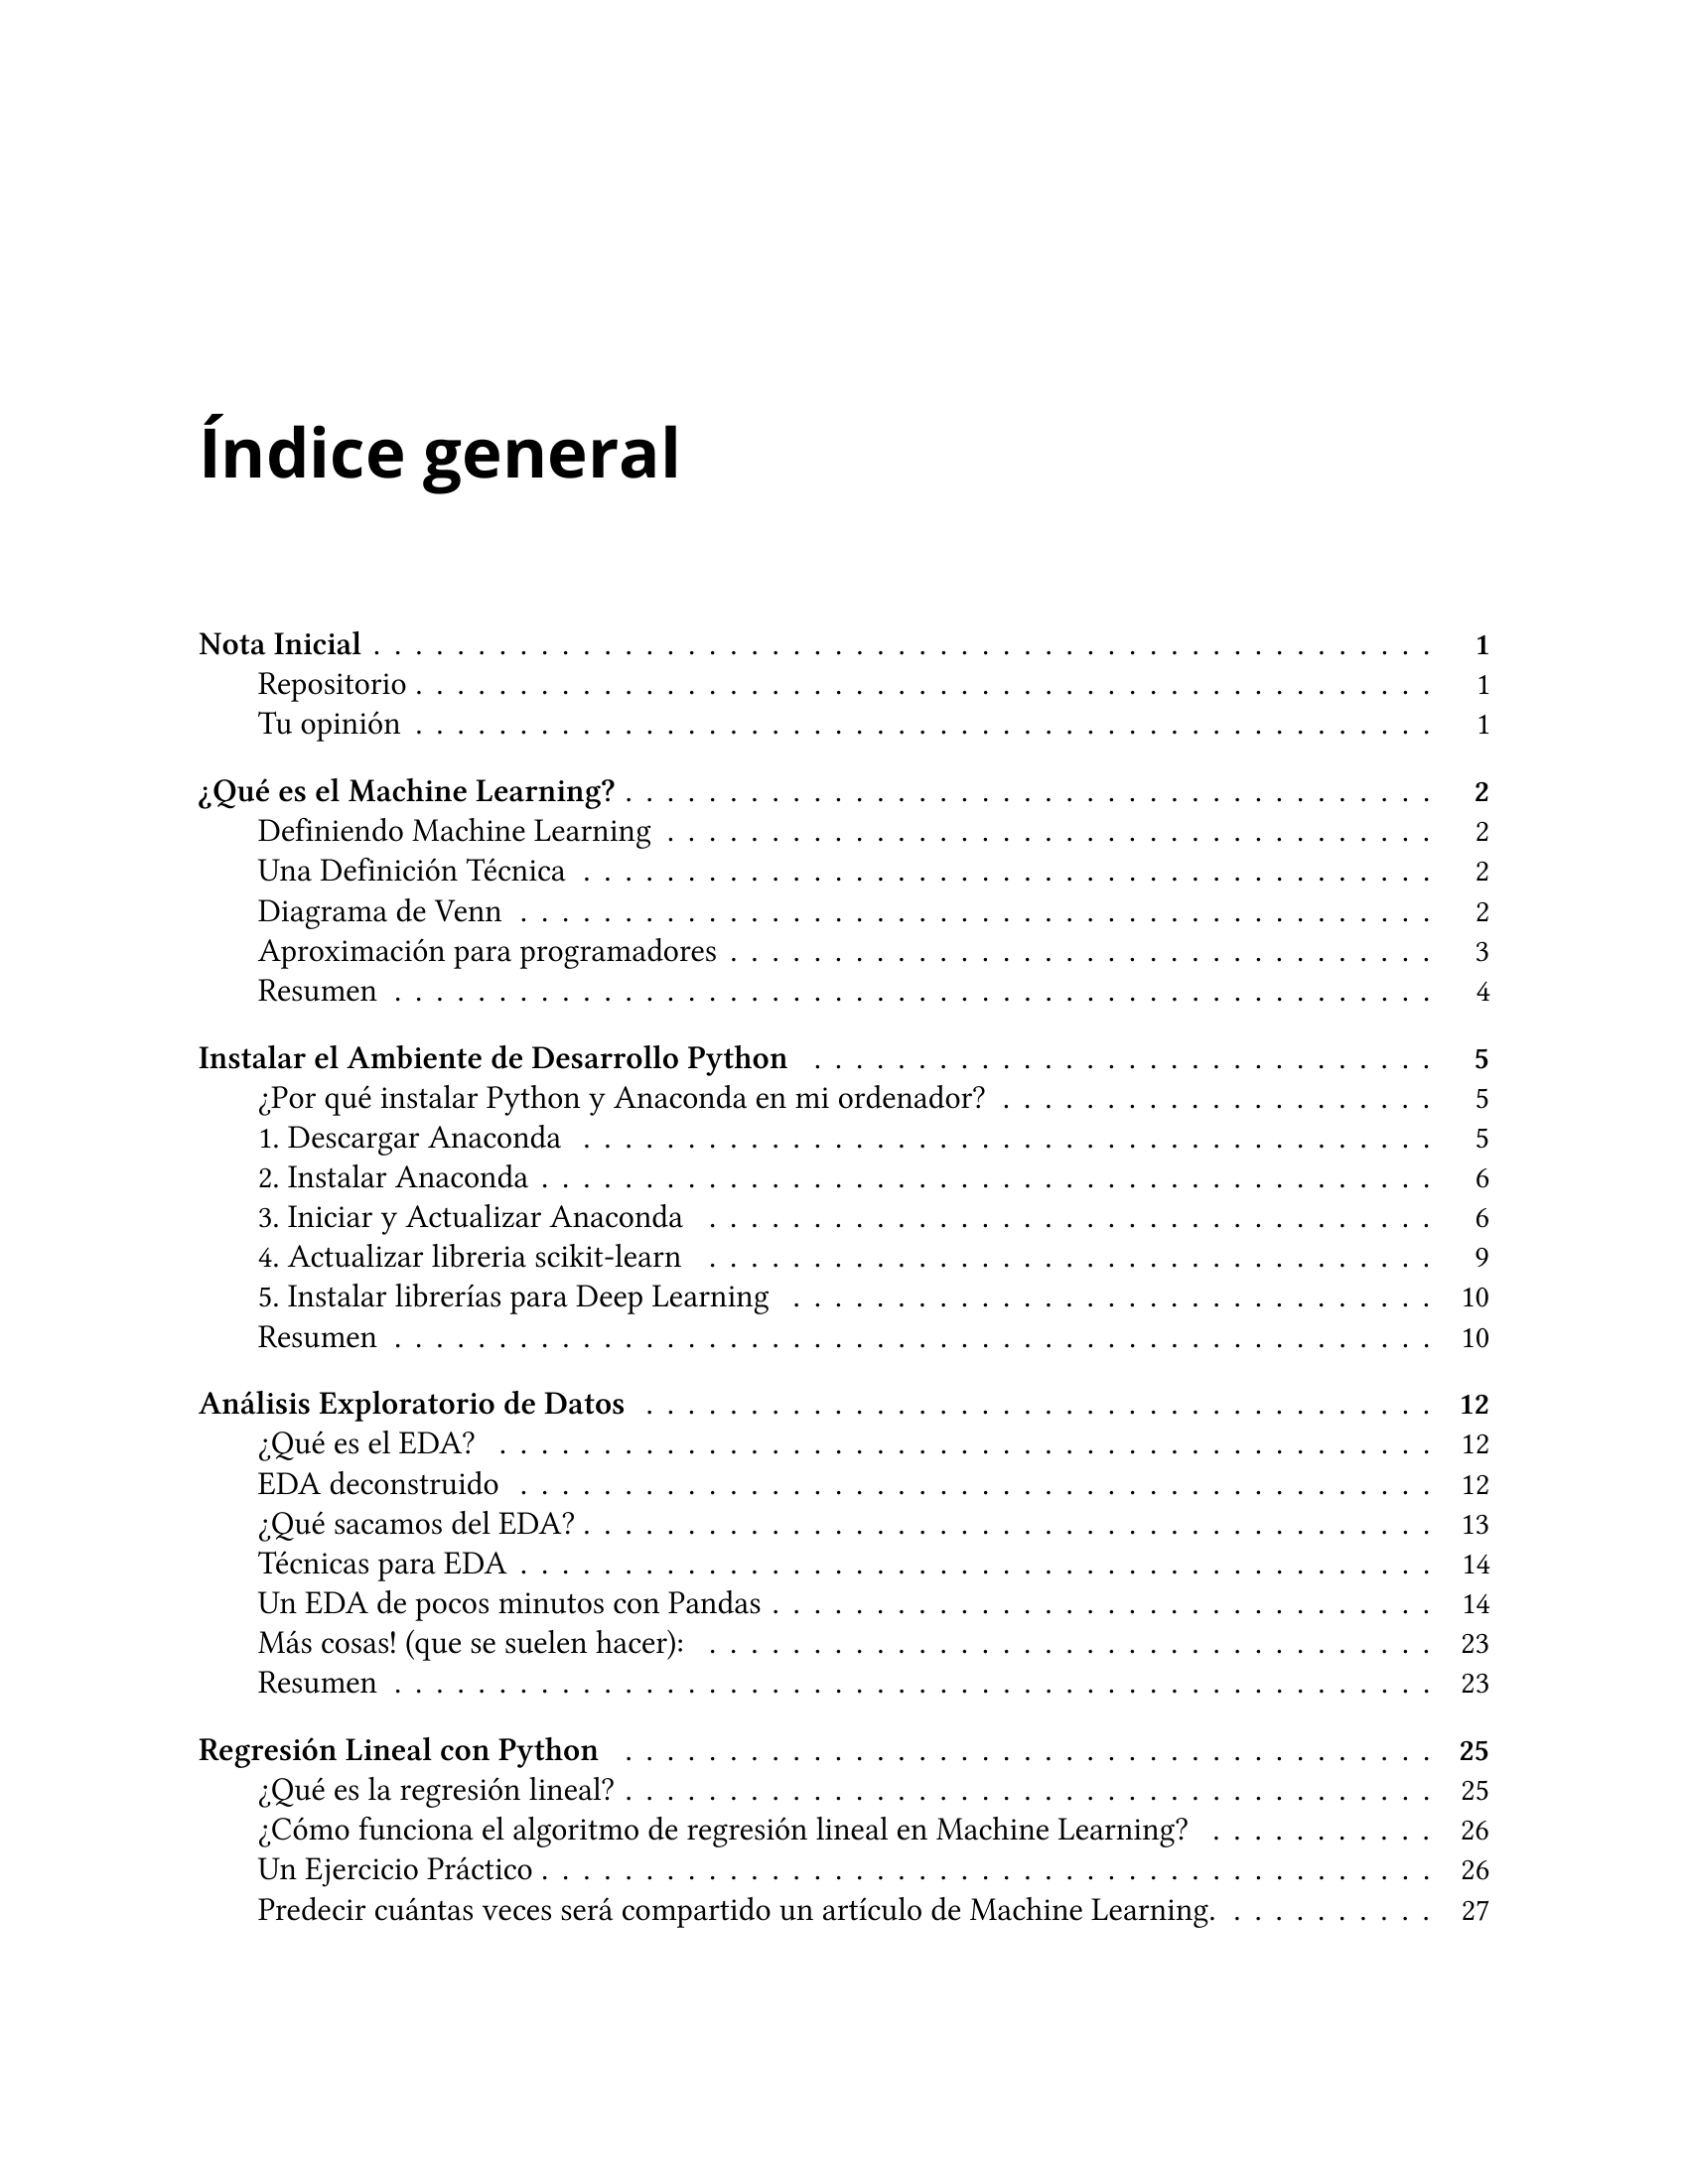 Índice general
Nota Inicial . . . . . . . . . . . . . . . . . . . . . . . . . . . . . . . . . . . . . . . . . . . . . . . . . . . 1
Repositorio . . . . . . . . . . . . . . . . . . . . . . . . . . . . . . . . . . . . . . . . . . . . . . . . . 1
Tu opinión . . . . . . . . . . . . . . . . . . . . . . . . . . . . . . . . . . . . . . . . . . . . . . . . . 1
¿Qué es el Machine Learning? . . . . . . . . . . . . . . . . . . . . . . . . . . . . . . . . . . . . . . . 2
Definiendo Machine Learning . . . . . . . . . . . . . . . . . . . . . . . . . . . . . . . . . . . . . 2
Una Definición Técnica . . . . . . . . . . . . . . . . . . . . . . . . . . . . . . . . . . . . . . . . . 2
Diagrama de Venn . . . . . . . . . . . . . . . . . . . . . . . . . . . . . . . . . . . . . . . . . . . . 2
Aproximación para programadores . . . . . . . . . . . . . . . . . . . . . . . . . . . . . . . . . . 3
Resumen . . . . . . . . . . . . . . . . . . . . . . . . . . . . . . . . . . . . . . . . . . . . . . . . . . 4
Instalar el Ambiente de Desarrollo Python . . . . . . . . . . . . . . . . . . . . . . . . . . . . . . 5
¿Por qué instalar Python y Anaconda en mi ordenador? . . . . . . . . . . . . . . . . . . . . . 5
1. Descargar Anaconda . . . . . . . . . . . . . . . . . . . . . . . . . . . . . . . . . . . . . . . . . 5
2. Instalar Anaconda . . . . . . . . . . . . . . . . . . . . . . . . . . . . . . . . . . . . . . . . . . . 6
3. Iniciar y Actualizar Anaconda . . . . . . . . . . . . . . . . . . . . . . . . . . . . . . . . . . . 6
4. Actualizar libreria scikit-learn . . . . . . . . . . . . . . . . . . . . . . . . . . . . . . . . . . . 9
5. Instalar librerías para Deep Learning . . . . . . . . . . . . . . . . . . . . . . . . . . . . . . . 10
Resumen . . . . . . . . . . . . . . . . . . . . . . . . . . . . . . . . . . . . . . . . . . . . . . . . . . 10
Análisis Exploratorio de Datos . . . . . . . . . . . . . . . . . . . . . . . . . . . . . . . . . . . . . . 12
¿Qué es el EDA? . . . . . . . . . . . . . . . . . . . . . . . . . . . . . . . . . . . . . . . . . . . . . 12
EDA deconstruido . . . . . . . . . . . . . . . . . . . . . . . . . . . . . . . . . . . . . . . . . . . . 12
¿Qué sacamos del EDA? . . . . . . . . . . . . . . . . . . . . . . . . . . . . . . . . . . . . . . . . . 13
Técnicas para EDA . . . . . . . . . . . . . . . . . . . . . . . . . . . . . . . . . . . . . . . . . . . . 14
Un EDA de pocos minutos con Pandas . . . . . . . . . . . . . . . . . . . . . . . . . . . . . . . . 14
Más cosas! (que se suelen hacer): . . . . . . . . . . . . . . . . . . . . . . . . . . . . . . . . . . . 23
Resumen . . . . . . . . . . . . . . . . . . . . . . . . . . . . . . . . . . . . . . . . . . . . . . . . . . 23
Regresión Lineal con Python . . . . . . . . . . . . . . . . . . . . . . . . . . . . . . . . . . . . . . . 25
¿Qué es la regresión lineal? . . . . . . . . . . . . . . . . . . . . . . . . . . . . . . . . . . . . . . . 25
¿Cómo funciona el algoritmo de regresión lineal en Machine Learning? . . . . . . . . . . . 26
Un Ejercicio Práctico . . . . . . . . . . . . . . . . . . . . . . . . . . . . . . . . . . . . . . . . . . . 26
Predecir cuántas veces será compartido un artículo de Machine Learning. . . . . . . . . . . 27